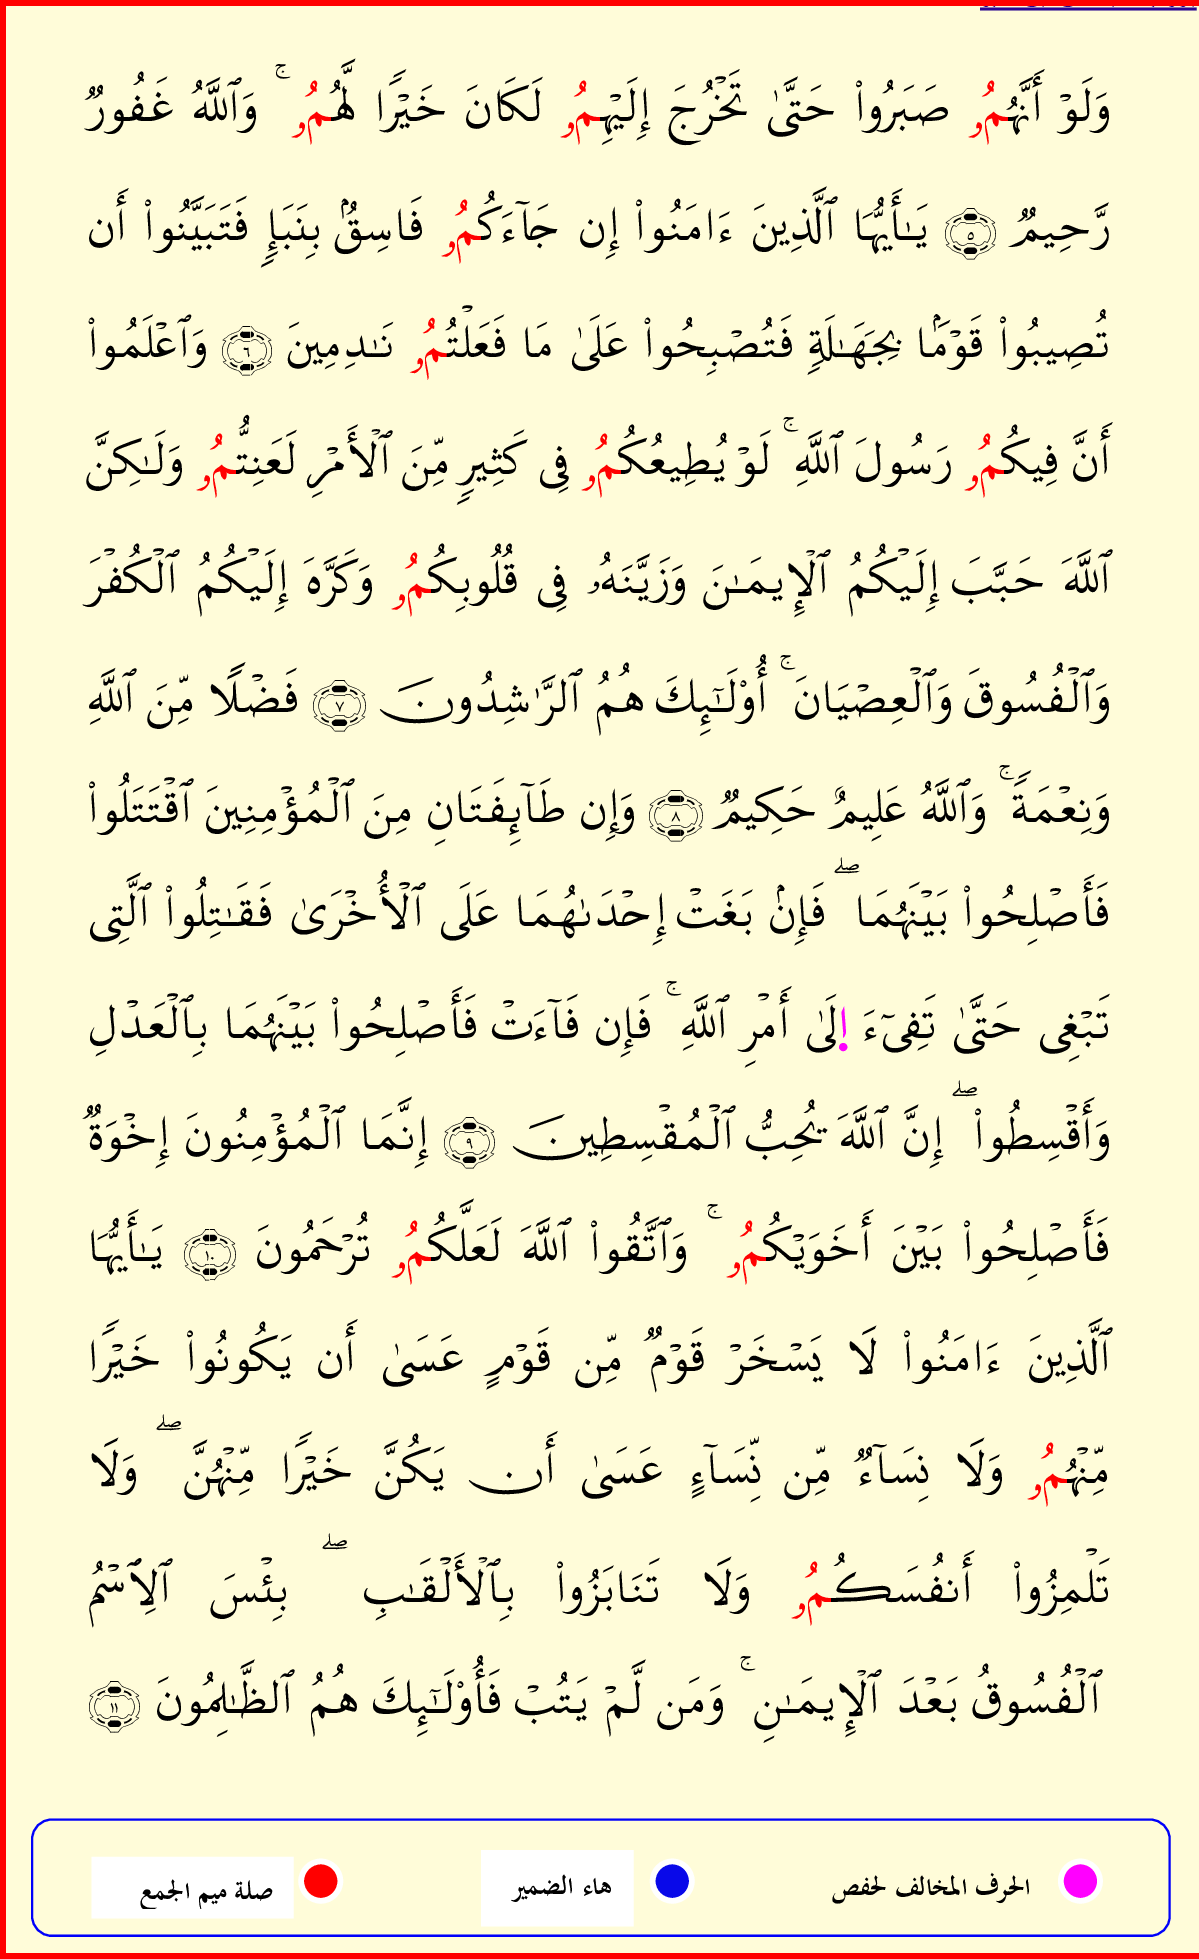 وَلَوْ أَنَّهُمُۥ صَبَرُوا۟ حَتَّىٰ تَخْرُجَ إِلَيْهِمُۥ لَكَانَ خَيْرًا لَّهُمُۥ ۚ وَٱللَّهُ غَفُورٌ
رَّحِيمٌ ٥ يَـٰٓأَيُّهَا ٱلَّذِينَ ءَامَنُوا۟ إِن جَآءَكُمُۥ فَاسِقٌۢ بِنَبَإٍ فَتَبَيَّنُوا۟ أَن
تُصِيبُوا۟ قَوْمًۢا بِجَهَـٰلَةٍ فَتُصْبِحُوا۟ عَلَىٰ مَا فَعَلْتُمُۥ نَـٰدِمِينَ ٦ وَٱعْلَمُوا۟
أَنَّ فِيكُمُۥ رَسُولَ ٱللَّهِ ۚ لَوْ يُطِيعُكُمُۥ فِى كَثِيرٍ مِّنَ ٱلْأَمْرِ لَعَنِتُّمُۥ وَلَـٰكِنَّ
ٱللَّهَ حَبَّبَ إِلَيْكُمُ ٱلْإِيمَـٰنَ وَزَيَّنَهُۥ فِى قُلُوبِكُمُۥ وَكَرَّهَ إِلَيْكُمُ ٱلْكُفْرَ
وَٱلْفُسُوقَ وَٱلْعِصْيَانَ ۚ أُو۟لَـٰٓئِكَ هُمُ ٱلرَّٰشِدُونَ ٧ فَضْلًا مِّنَ ٱللَّهِ
وَنِعْمَةً ۚ وَٱللَّهُ عَلِيمٌ حَكِيمٌ ٨ وَإِن طَآئِفَتَانِ مِنَ ٱلْمُؤْمِنِينَ ٱقْتَتَلُوا۟
فَأَصْلِحُوا۟ بَيْنَهُمَا ۖ فَإِنۢ بَغَتْ إِحْدَىٰهُمَا عَلَى ٱلْأُخْرَىٰ فَقَـٰتِلُوا۟ ٱلَّتِى
تَبْغِى حَتَّىٰ تَفِىٓءَ اِ۬لَىٰٓ أَمْرِ ٱللَّهِ ۚ فَإِن فَآءَتْ فَأَصْلِحُوا۟ بَيْنَهُمَا بِٱلْعَدْلِ
وَأَقْسِطُوٓا۟ ۖ إِنَّ ٱللَّهَ يُحِبُّ ٱلْمُقْسِطِينَ ٩ إِنَّمَا ٱلْمُؤْمِنُونَ إِخْوَةٌ
فَأَصْلِحُوا۟ بَيْنَ أَخَوَيْكُمُۥ ۚ وَٱتَّقُوا۟ ٱللَّهَ لَعَلَّكُمُۥ تُرْحَمُونَ ١٠ يَـٰٓأَيُّهَا
ٱلَّذِينَ ءَامَنُوا۟ لَا يَسْخَرْ قَوْمٌ مِّن قَوْمٍ عَسَىٰٓ أَن يَكُونُوا۟ خَيْرًا
مِّنْهُمُۥ وَلَا نِسَآءٌ مِّن نِّسَآءٍ عَسَىٰٓ أَن يَكُنَّ خَيْرًا مِّنْهُنَّ ۖ وَلَا
تَلْمِزُوٓا۟ أَنفُسَكُمُۥ وَلَا تَنَابَزُوا۟ بِٱلْأَلْقَـٰبِ ۖ بِئْسَ ٱلِٱسْمُ
ٱلْفُسُوقُ بَعْدَ ٱلْإِيمَـٰنِ ۚ وَمَن لَّمْ يَتُبْ فَأُو۟لَـٰٓئِكَ هُمُ ٱلظَّـٰلِمُونَ ١١
الحرف المخالف لحفص هاء الضمير صلة ميم الجمع